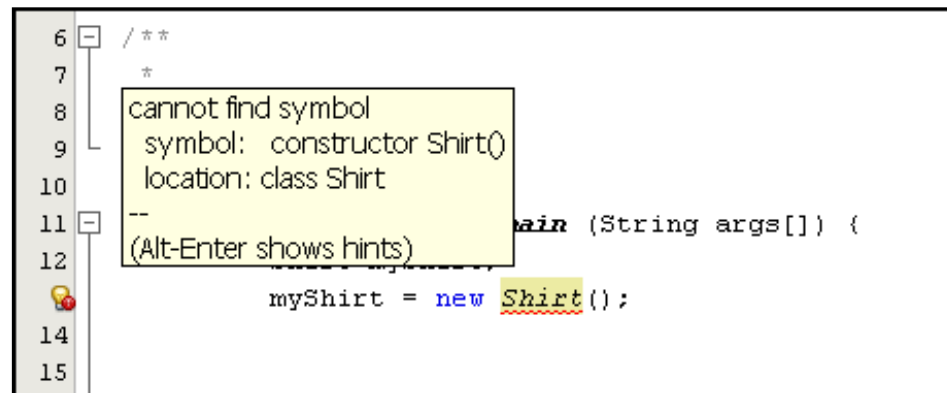 6 /**
7 *
8
9
10
11 main (String args[]) {
12
myShirt = new Shirt();
14
15
cannot find symbol
symbol: constructor Shirt()
location: class Shirt
--
(Alt-Enter shows hints)